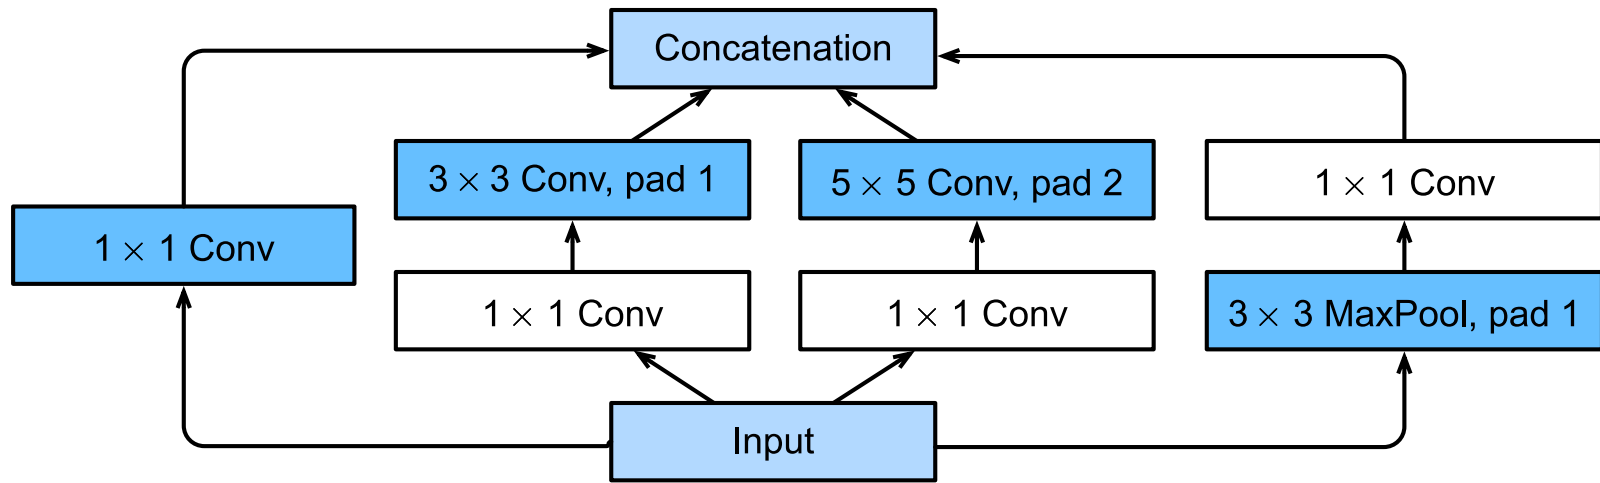 Concatenation
3 × 3 Conv, pad 1
5 × 5 Conv, pad 2
1 × 1 Conv
1 × 1 Conv
1 × 1 Conv
1 × 1 Conv
3 × 3 MaxPool, pad 1
Input